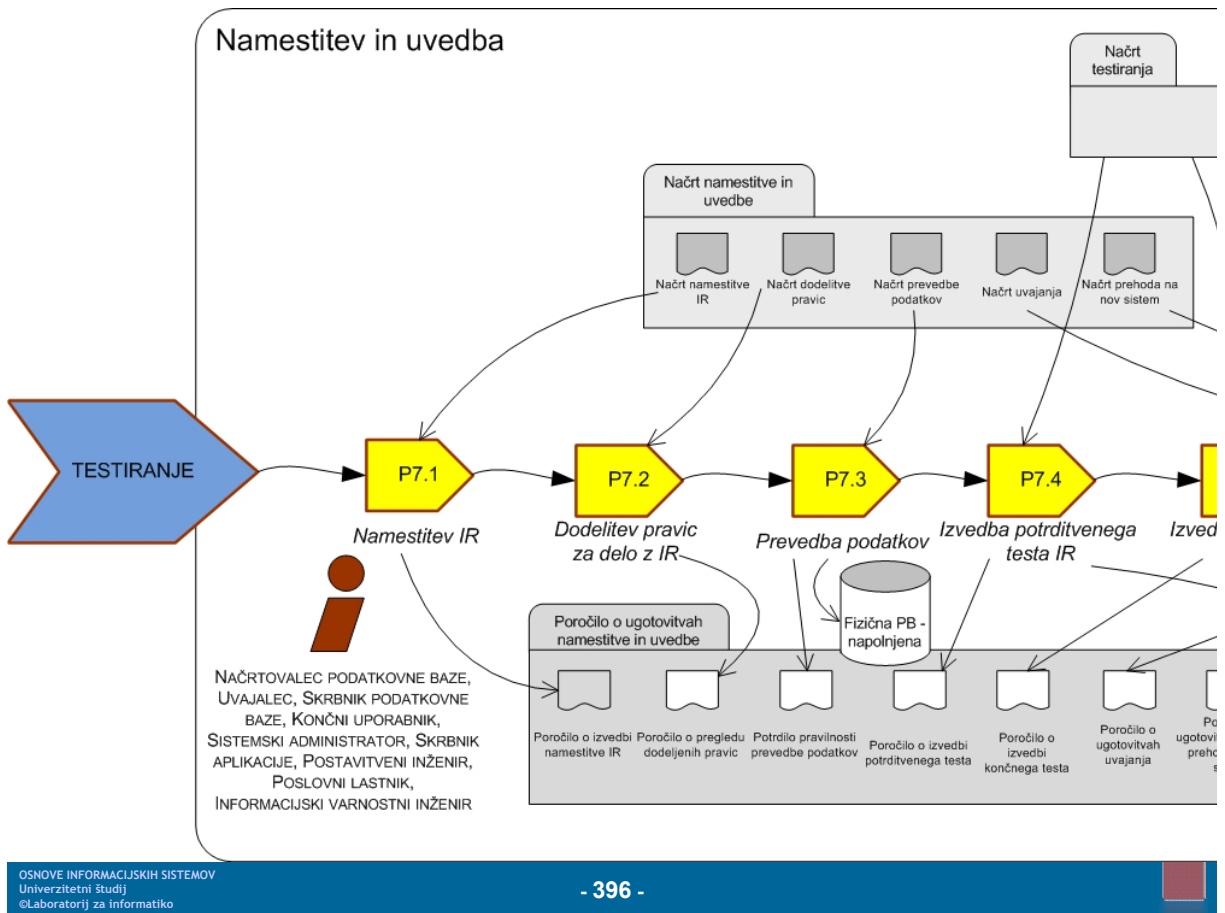 Namestitev in uvedba
Načrt
testiranja
Načrt namestitve in
uvedbe
Načrt namestitve
IR
Načrt dodelitve
pravic
Načrt prevedbe
podatkov
Načrt uvajanja
Načrt prehoda na
nov sistem
TESTIRANJE
P7.1
P7.2
P7.3
P7.4
Namestitev IR
Dodelitev pravic
za delo z IR
Prevedba podatkov
Izvedba potrditvenega
testa IR
Izved
Fizična PB -
napolnjena
Poročilo o ugotovitvah
namestitve in uvedbe
NAČRTOVALEC PODATKOVNE BAZE,
UVAJALEC, SKRBNIK PODATKOVNE
BAZE, KONČNI UPORABNIK,
SISTEMSKI ADMINISTRATOR, SKRBNIK
APLIKACIJE, POSTAVITVENI INŽENIR,
POSLOVNI LASTNIK,
INFORMACIJSKI VARNOSTNI INŽENIR
Poročilo o izvedbi
namestitve IR
Poročilo o pregledu
dodeljenih pravic
Potrdilo pravilnosti
prevedbe podatkov
Poročilo o izvedbi
potrditvenega testa
Poročilo o
izvedbi
končnega testa
Poročilo o
ugotovitvah
uvajanja
Po
ugotovi
preho
s
OSNOVE INFORMACIJSKIH SISTEMOV
Univerzitetni študij
©Laboratorij za informatiko
- 396 -